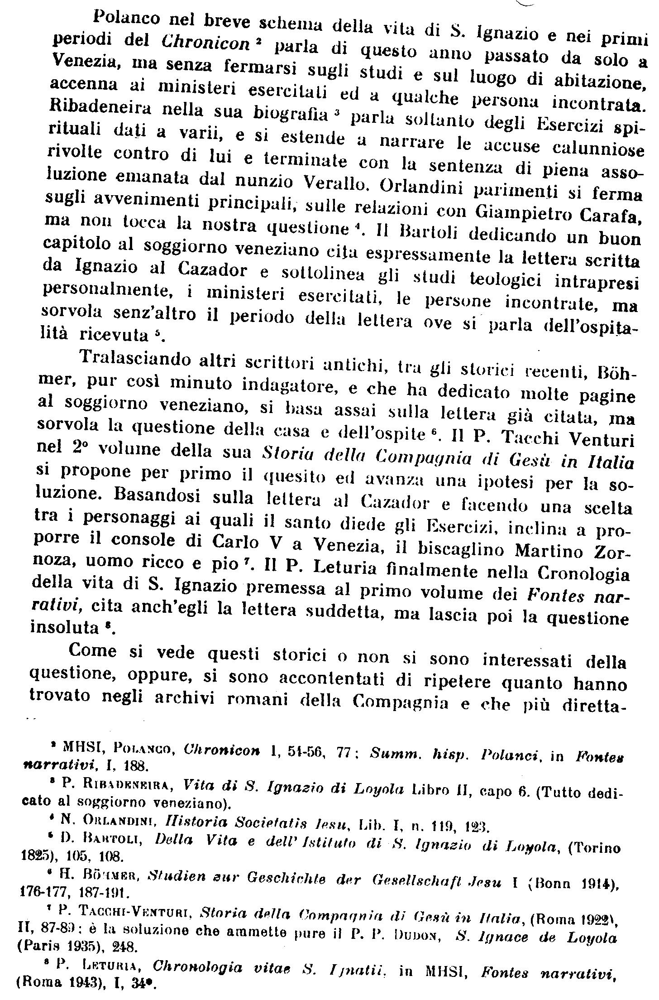 Polanco nel breve schema della vita di S. Ignazio e nei primi
periodi del Chronicon ² parla di questo anno passato da solo a
Venezia, ma senza fermarsi sugli studi e sul luogo di abitazione,
accenna ai ministeri esercitati ed a qualche persona incontrata.
Ribadeneira nella sua biografia ³ parla soltanto degli Esercizi spi-
rituali dati a varii, e si estende a narrare le accuse calunniose
rivolte contro di lui e terminate con la sentenza di piena asso-
luzione emanata dal nunzio Verallo. Orlandini parimenti si ferma
sugli avvenimenti principali, sulle relazioni con Giampietro Carafa,
ma non tocca la nostra questione ⁴. Il Bartoli dedicando un buon
capitolo al soggiorno veneziano cita espressamente la lettera scritta
da Ignazio al Cazador e sottolinea gli studi teologici intrapresi
personalmente, i ministeri esercitati, le persone incontrate, ma
sorvola senz'altro il periodo della lettera ove si parla dell'ospita-
lità ricevuta ⁵.
Tralasciando altri scrittori antichi, tra gli storici recenti, Böh-
mer, pur così minuto indagatore, e che ha dedicato molte pagine
al soggiorno veneziano, si basa assai sulla lettera già citata, ma
sorvola la questione della casa e dell'ospite ⁶. Il P. Tacchi Venturi
nel 2° volume della sua Storia della Compagnia di Gesù in Italia
si propone per primo il quesito ed avanza una ipotesi per la so-
luzione. Basandosi sulla lettera al Cazador e facendo una scelta
tra i personaggi ai quali il santo diede gli Esercizi, inclina a pro-
porre il console di Carlo V a Venezia, il biscaglino Martino Zor-
noza, uomo ricco e pio ⁷. Il P. Leturia finalmente nella Cronologia
della vita di S. Ignazio premessa al primo volume dei Fontes nar-
rativi, cita anch'egli la lettera suddetta, ma lascia poi la questione
insoluta ⁸.
Come si vede questi storici o non si sono interessati della
questione, oppure, si sono accontentati di ripetere quanto hanno
trovato negli archivi romani della Compagnia e che più diretta-
² MHSI, POLANCO, Chronicon I, 54-56, 77; Summ. hisp. Polanci, in Fontes
narrativi, I, 188.
³ P. RIBADENEIRA, Vita di S. Ignazio di Loyola Libro II, capo 6. (Tutto dedi-
cato al soggiorno veneziano).
⁴ N. ORLANDINI, Historia Societatis Iesu, Lib. I, n. 119, 123.
⁵ D. BARTOLI, Della Vita e dell' Istituto di S. Ignazio di Loyola, (Torino
1825), 105, 108.
⁶ H. BÖHMER, Studien zur Geschichte der Gesellschaft Jesu I (Bonn 1914),
176-177, 187-191.
⁷ P. TACCHI-VENTURI, Storia della Compagnia di Gesù in Italia, (Roma 1922),
II, 87-89; è la soluzione che ammette pure il P. P. DUDON, S. Ignace de Loyola
(Paris 1935), 248.
⁸ P. LETURIA, Chronologia vitae S. Ignatii, in MHSI, Fontes narrativi,
(Roma 1943), I, 34*.